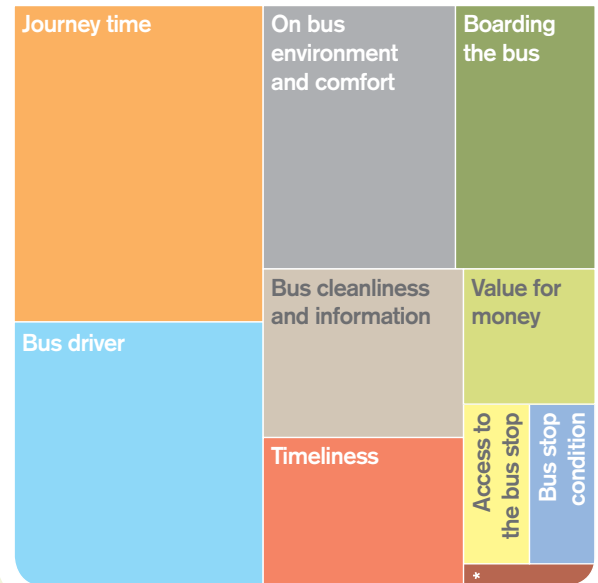 Journey time
On bus
environment
and comfort
Boarding
the bus
Bus cleanliness
and information
Value for
money
Bus driver
Timeliness
Access to
the bus stop
Bus stop
condition
*